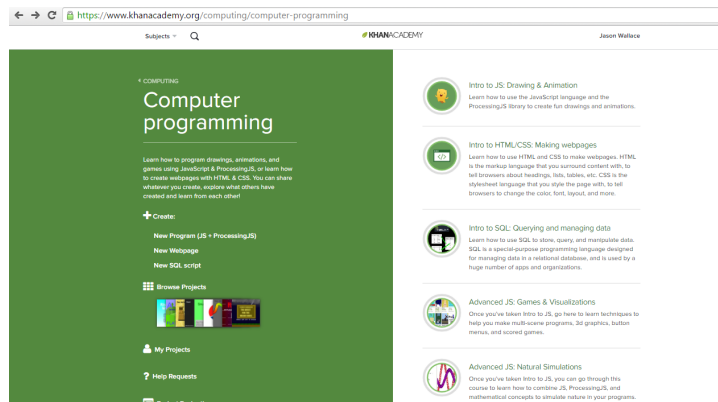 https://www.khanacademy.org/computing/computer-programming
Subjects
KHANACADEMY
Jason Wallace
COMPUTING
Computer
programming
Learn how to program drawings, animations, and
games using JavaScript & ProcessingJS, or learn how
to create webpages with HTML & CSS. You can share
whatever you create, explore what others have
created and learn from each other!
Create:
New Program (JS + ProcessingJS)
New Webpage
New SQL script
Browse Projects
My Projects
? Help Requests
Intro to JS: Drawing & Animation
Learn how to use the JavaScript language and the
ProcessingJS library to create fun drawings and animations.
Intro to HTML/CSS: Making webpages
Learn how to use HTML and CSS to make webpages. HTML
is the markup language that you surround content with, to
tell browsers about headings, lists, tables, etc. CSS is the
stylesheet language that you style the page with, to tell
browsers to change the color, font, layout, and more.
Intro to SQL: Querying and managing data
Learn how to use SQL to store, query, and manipulate data.
SQL is a special-purpose programming language designed
for managing data in a relational database, and is used by a
huge number of apps and organizations.
Advanced JS: Games & Visualizations
Once you've taken Intro to JS, go here to learn techniques to
help you make multi-scene programs, 3d graphics, button
menus, and scored games.
Advanced JS: Natural Simulations
Once you've taken Intro to JS, you can go through this
course to learn how to combine JS, ProcessingJS, and
mathematical concepts to simulate nature in your programs.